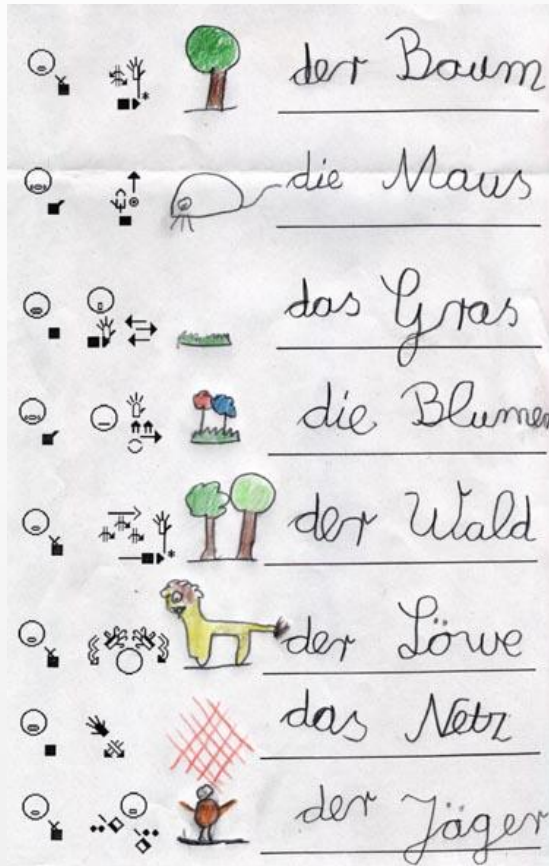 der Baum
die Maus
das Gras
die Blumen
der Wald
der Löwe
das Netz
der Jäger